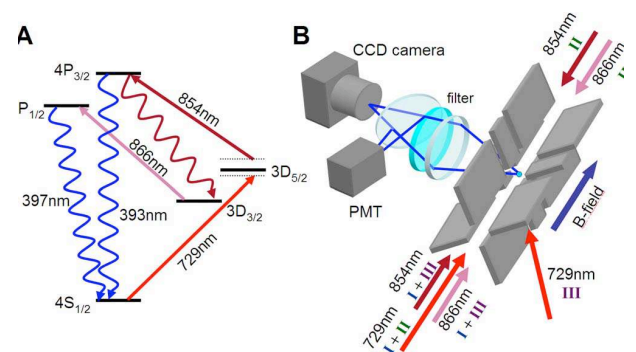 A
4P3/2
P1/2
854nm
866nm
3D5/2
397nm
393nm
3D3/2
729nm
4S1/2
B
CCD camera
854nm
II
866nm
filter
PMT
B-field
854nm
I + III
729nm
I + II
866nm
I + III
729nm
III